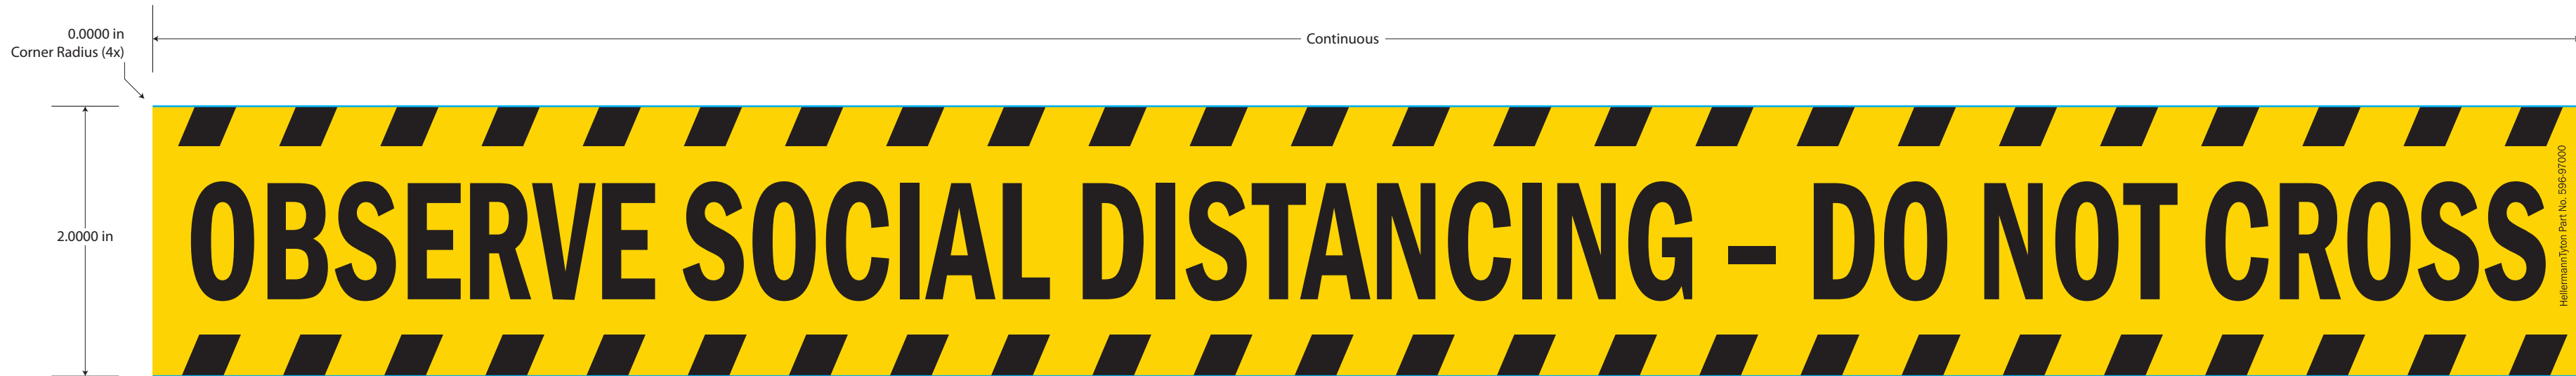 0.0000 in
Corner Radius (4x)
Continuous
2.0000 in
OBSERVE SOCIAL DISTANCING – DO NOT CROSS
HellermannTyton Part No. 596-97000